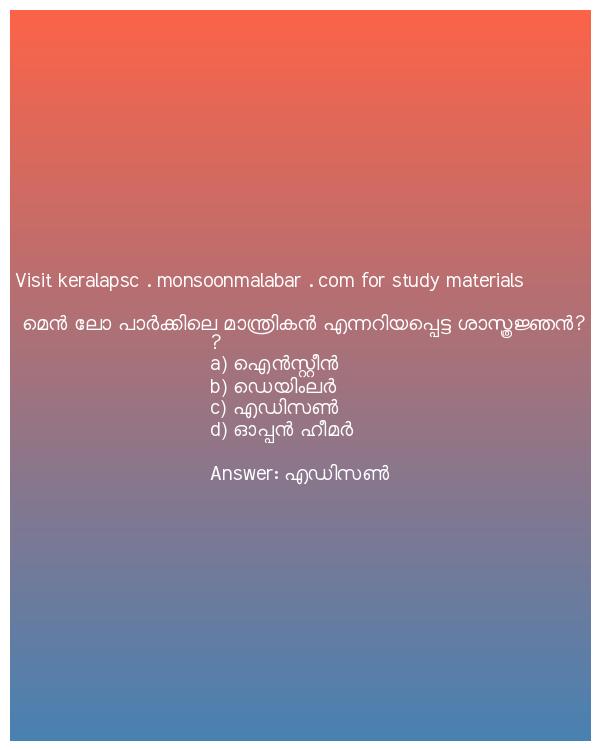 Visit keralapsc . monsoonmalabar . com for study materials
മെൻ ലോ പാർക്കിലെ മാന്ത്രികൻ എന്നറിയപ്പെട്ട ശാസ്ത്രജ്ഞൻ?
?
a) ഐൻസ്റ്റീൻ
b) ഡെയിംലർ
c) എഡിസൺ
d) ഓപ്പൻ ഹീമർ
Answer: എഡിസൺ